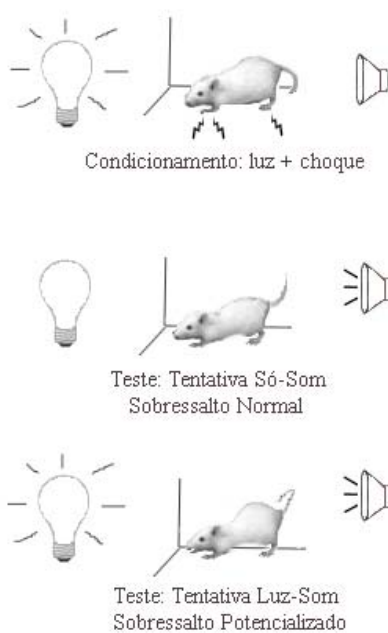 Condicionamento: luz + choque
Teste: Tentativa Só-Som
Sobressalto Normal
Teste: Tentativa Luz-Som
Sobressalto Potencializado